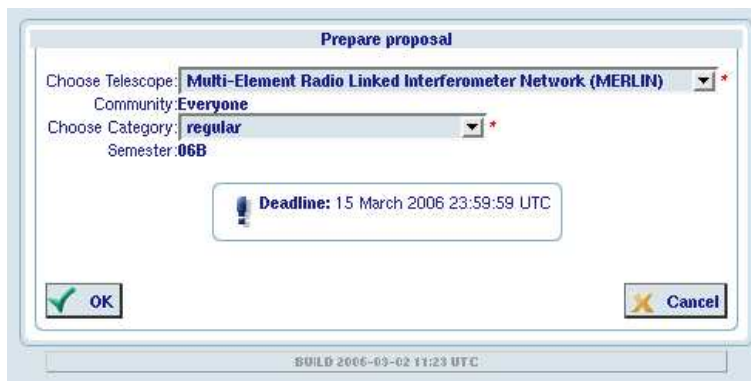 Prepare proposal
Choose Telescope: Multi-Element Radio Linked Interferometer Network (MERLIN) *
Community:Everyone
Choose Category: regular *
Semester:06B
Deadline: 15 March 2006 23:59:59 UTC
OK Cancel
BUILD 2006-03-02 11:23 UTC